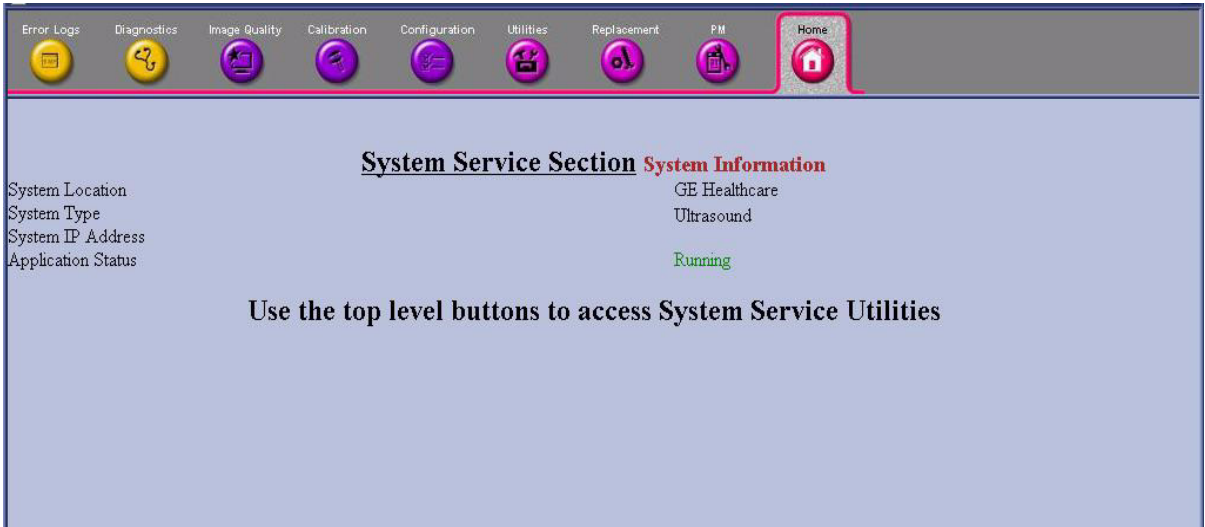 Error Logs Diagnostics Image Quality Calibration Configuration Utilities Replacement PM Home
System Service Section System Information
System Location GE Healthcare
System Type Ultrasound
System IP Address
Application Status Running
Use the top level buttons to access System Service Utilities